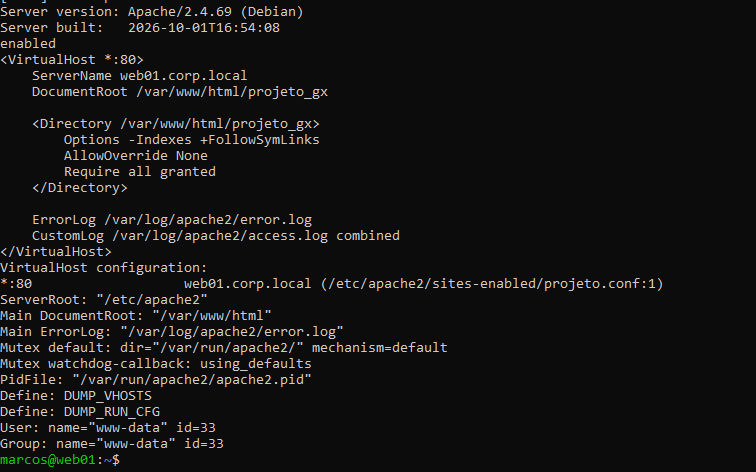 Server version: Apache/2.4.69 (Debian)
Server built:   2026-10-01T16:54:08
enabled
<VirtualHost *:80>
    ServerName web01.corp.local
    DocumentRoot /var/www/html/projeto_gx

    <Directory /var/www/html/projeto_gx>
        Options -Indexes +FollowSymLinks
        AllowOverride None
        Require all granted
    </Directory>

    ErrorLog /var/log/apache2/error.log
    CustomLog /var/log/apache2/access.log combined
</VirtualHost>
VirtualHost configuration:
*:80                   web01.corp.local (/etc/apache2/sites-enabled/projeto.conf:1)
ServerRoot: "/etc/apache2"
Main DocumentRoot: "/var/www/html"
Main ErrorLog: "/var/log/apache2/error.log"
Mutex default: dir="/var/run/apache2/" mechanism=default
Mutex watchdog-callback: using_defaults
PidFile: "/var/run/apache2/apache2.pid"
Define: DUMP_VHOSTS
Define: DUMP_RUN_CFG
User: name="www-data" id=33
Group: name="www-data" id=33
marcos@web01:~$